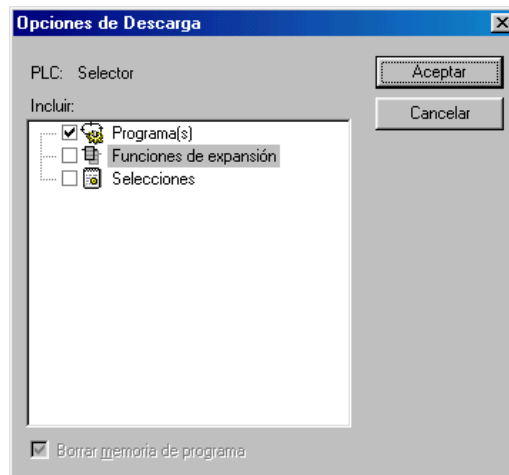 Opciones de Descarga
PLC: Selector
Aceptar
Incluir:
Cancelar
Programa(s)
Funciones de expansión
Selecciones
Borrar memoria de programa